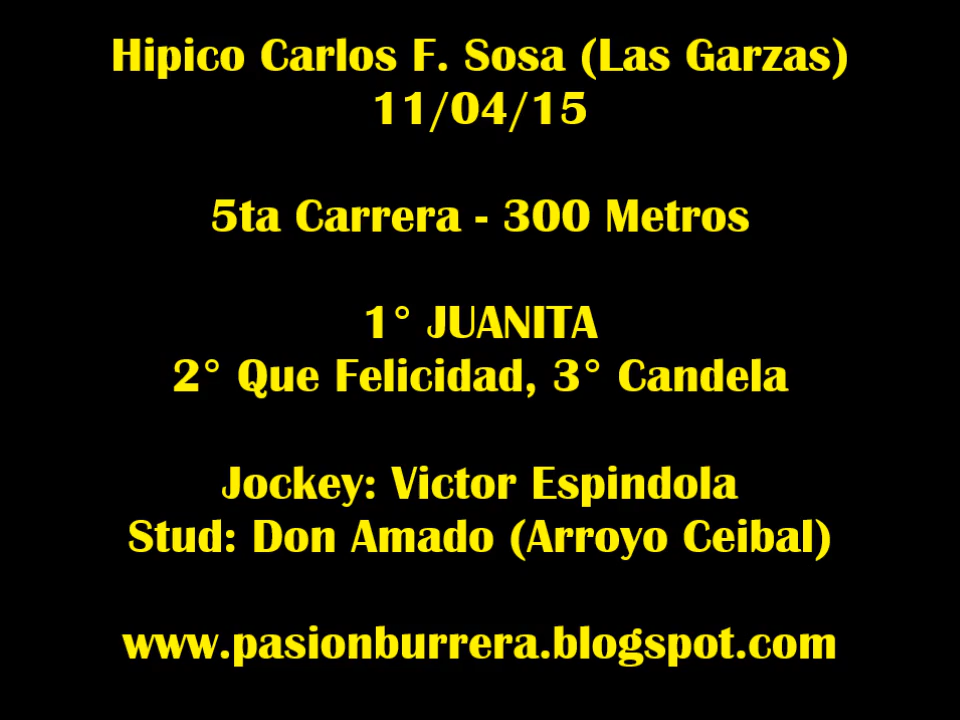 Hipico Carlos F. Sosa (Las Garzas)
11/04/15
5ta Carrera - 300 Metros
1° JUANITA
2° Que Felicidad, 3° Candela
Jockey: Victor Espindola
Stud: Don Amado (Arroyo Ceibal)
www.pasionburrera.blogspot.com